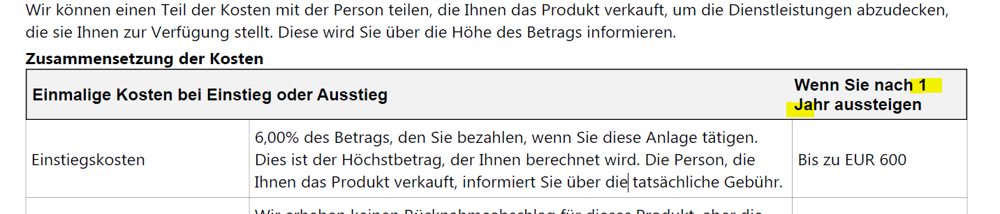 Wir können einen Teil der Kosten mit der Person teilen, die Ihnen das Produkt verkauft, um die Dienstleistungen abzudecken,
die sie Ihnen zur Verfügung stellt. Diese wird Sie über die Höhe des Betrags informieren.
Zusammensetzung der Kosten
Einmalige Kosten bei Einstieg oder Ausstieg
Wenn Sie nach 1
Jahr aussteigen
Einstiegskosten
6,00% des Betrags, den Sie bezahlen, wenn Sie diese Anlage tätigen.
Dies ist der Höchstbetrag, der Ihnen berechnet wird. Die Person, die
Ihnen das Produkt verkauft, informiert Sie über die tatsächliche Gebühr.
Bis zu EUR 600
Wir erheben keinen Rücknahmeabschlag für dieses Produkt, aber die